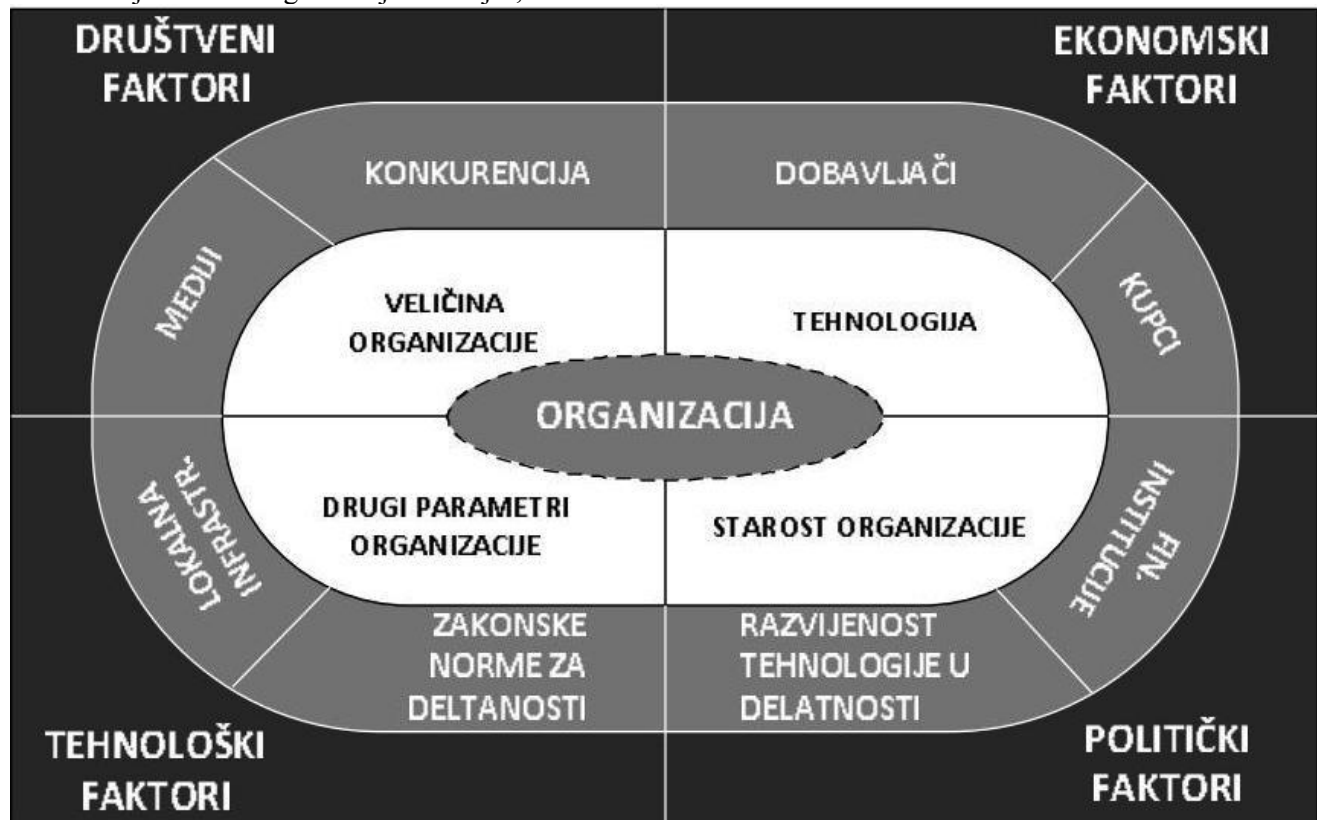 DRUŠTVENI
FAKTORI
EKONOMSKI
FAKTORI
KONKURENCIJA
DOBAVLJAČI
MEDIJI
KUPCI
VELIČINA
ORGANIZACIJE
TEHNOLOGIJA
ORGANIZACIJA
DRUGI PARAMETRI
ORGANIZACIJE
STAROST ORGANIZACIJE
LOKALNA
INFRASTR.
FIN.
INSTITUCIJE
ZAKONSKE
NORME ZA
DELTANOSTI
RAZVIJENOST
TEHNOLOGIJE U
DELATNOSTI
TEHNOLOŠKI
FAKTORI
POLITIČKI
FAKTORI